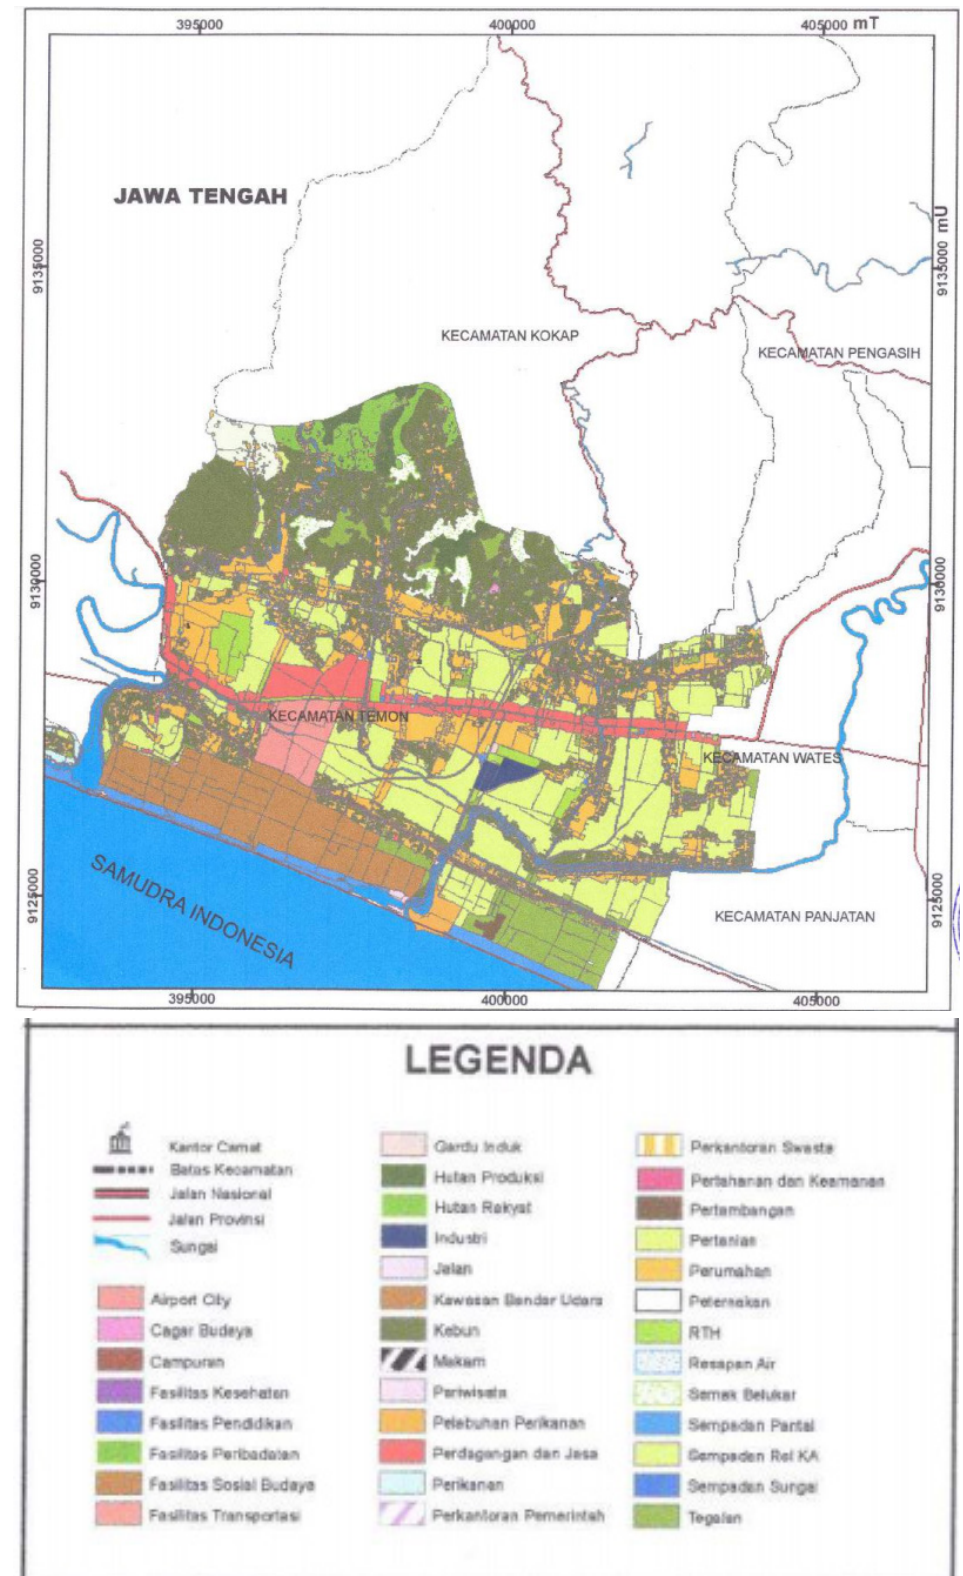 395000
400000
405000 mT
JAWA TENGAH
9135000
9135000 mU
KECAMATAN KOKAP
KECAMATAN PENGASIH
9130000
9130000
KECAMATAN TEMON
KECAMATAN WATES
SAMUDRA INDONESIA
9125000
9125000
KECAMATAN PANJATAN
395000
400000
405000
LEGENDA
Kantor Camat
Batas Kecamatan
Jalan Nasional
Jalan Provinsi
Sungai
Airport City
Cagar Budaya
Campuran
Fasilitas Kesehatan
Fasilitas Pendidikan
Fasilitas Peribadatan
Fasilitas Sosial Budaya
Fasilitas Transportasi
Gardu Induk
Hutan Produksi
Hutan Rakyat
Industri
Jalan
Kawasan Bandar Udara
Kebun
Makam
Pariwisata
Pelabuhan Perikanan
Perdagangan dan Jasa
Perikanan
Perkantoran Pemerintah
Perkantoran Swasta
Pertahanan dan Keamanan
Pertambangan
Pertanian
Perumahan
Peternakan
RTH
Resapan Air
Semak Belukar
Sempadan Pantai
Sempadan Rel KA
Sempadan Sungai
Tegalan